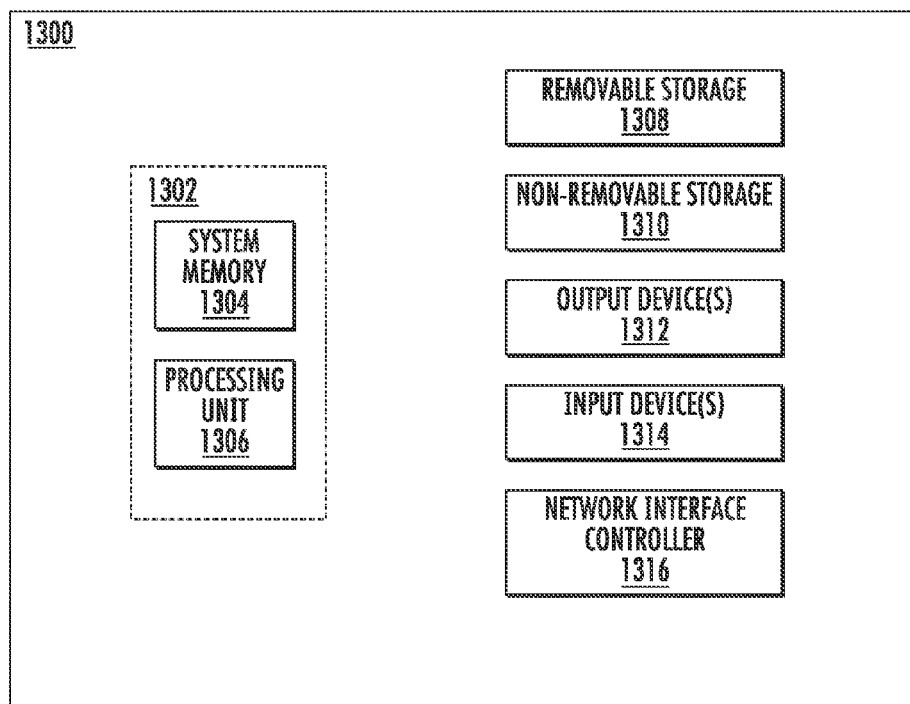 1300
1302
SYSTEM
MEMORY
1304
PROCESSING
UNIT
1306
REMOVABLE STORAGE
1308
NON-REMOVABLE STORAGE
1310
OUTPUT DEVICE(S)
1312
INPUT DEVICE(S)
1314
NETWORK INTERFACE
CONTROLLER
1316